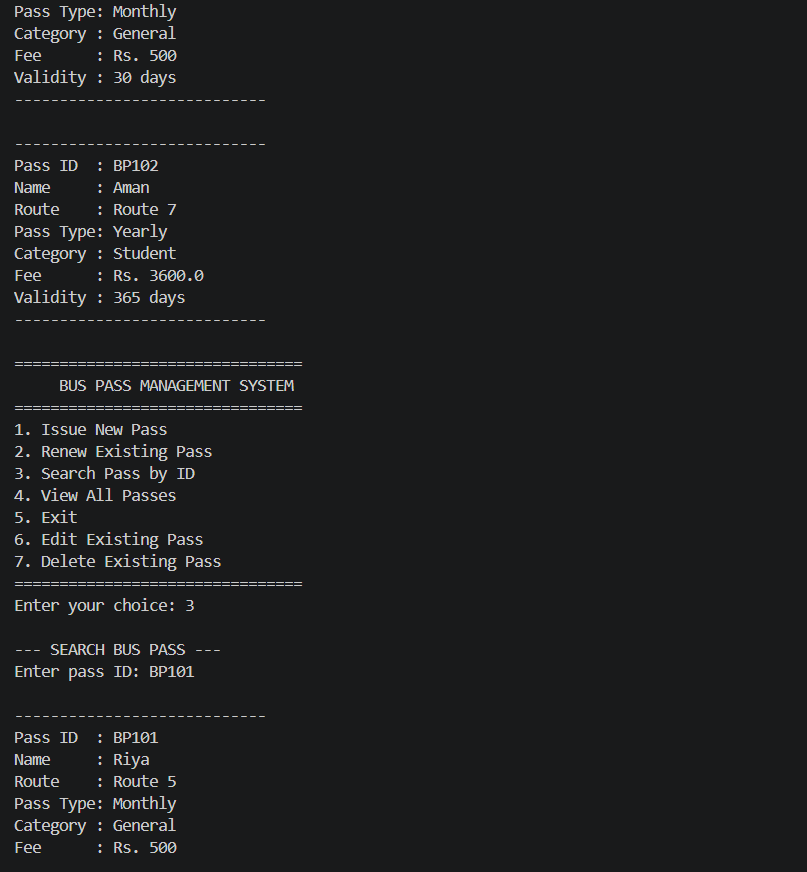 Pass Type: Monthly
Category : General
Fee      : Rs. 500
Validity : 30 days
----------------------------
----------------------------
Pass ID  : BP102
Name     : Aman
Route    : Route 7
Pass Type: Yearly
Category : Student
Fee      : Rs. 3600.0
Validity : 365 days
----------------------------
================================
     BUS PASS MANAGEMENT SYSTEM
================================
1. Issue New Pass
2. Renew Existing Pass
3. Search Pass by ID
4. View All Passes
5. Exit
6. Edit Existing Pass
7. Delete Existing Pass
================================
Enter your choice: 3
--- SEARCH BUS PASS ---
Enter pass ID: BP101
----------------------------
Pass ID  : BP101
Name     : Riya
Route    : Route 5
Pass Type: Monthly
Category : General
Fee      : Rs. 500